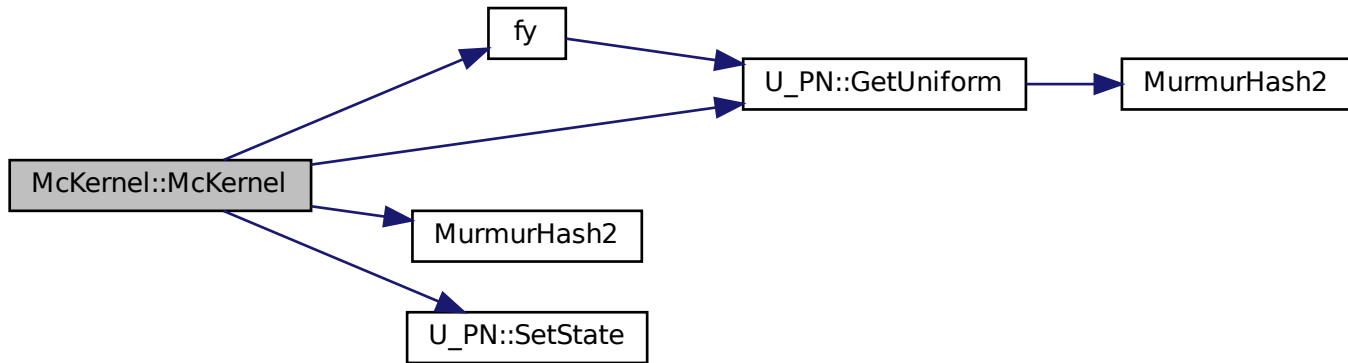 fy
U_PN::GetUniform
MurmurHash2
McKernel::McKernel
MurmurHash2
U_PN::SetState